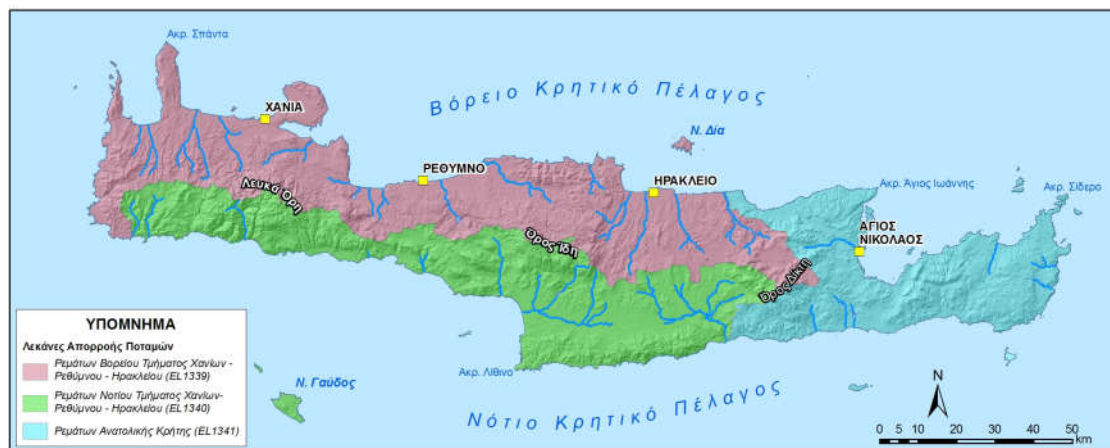 Ακρ. Σπάντα
ΧΑΝΙΑ
Βόρειο Κρητικό Πέλαγος
Ν. Δία
ΡΕΘΥΜΝΟ
ΗΡΑΚΛΕΙΟ
Ακρ. Άγιος Ιωάννης
Ακρ. Σίδερο
Λευκά Όρη
Όρος Ίδη
ΑΓΙΟΣ
ΝΙΚΟΛΑΟΣ
Όρος Δίκτη
ΥΠΟΜΝΗΜΑ
Λεκάνες Απορροής Ποταμών
Ρεμάτων Βορείου Τμήματος Χανίων -
Ρεθύμνου - Ηρακλείου (EL1339)
Ρεμάτων Νοτίου Τμήματος Χανίων-
Ρεθύμνου - Ηρακλείου (EL1340)
Ρεμάτων Ανατολικής Κρήτης (EL1341)
Ν. Γαύδος
Ακρ. Λίθινο
Νότιο Κρητικό Πέλαγος
N
0 5 10 20 30 40 50
km